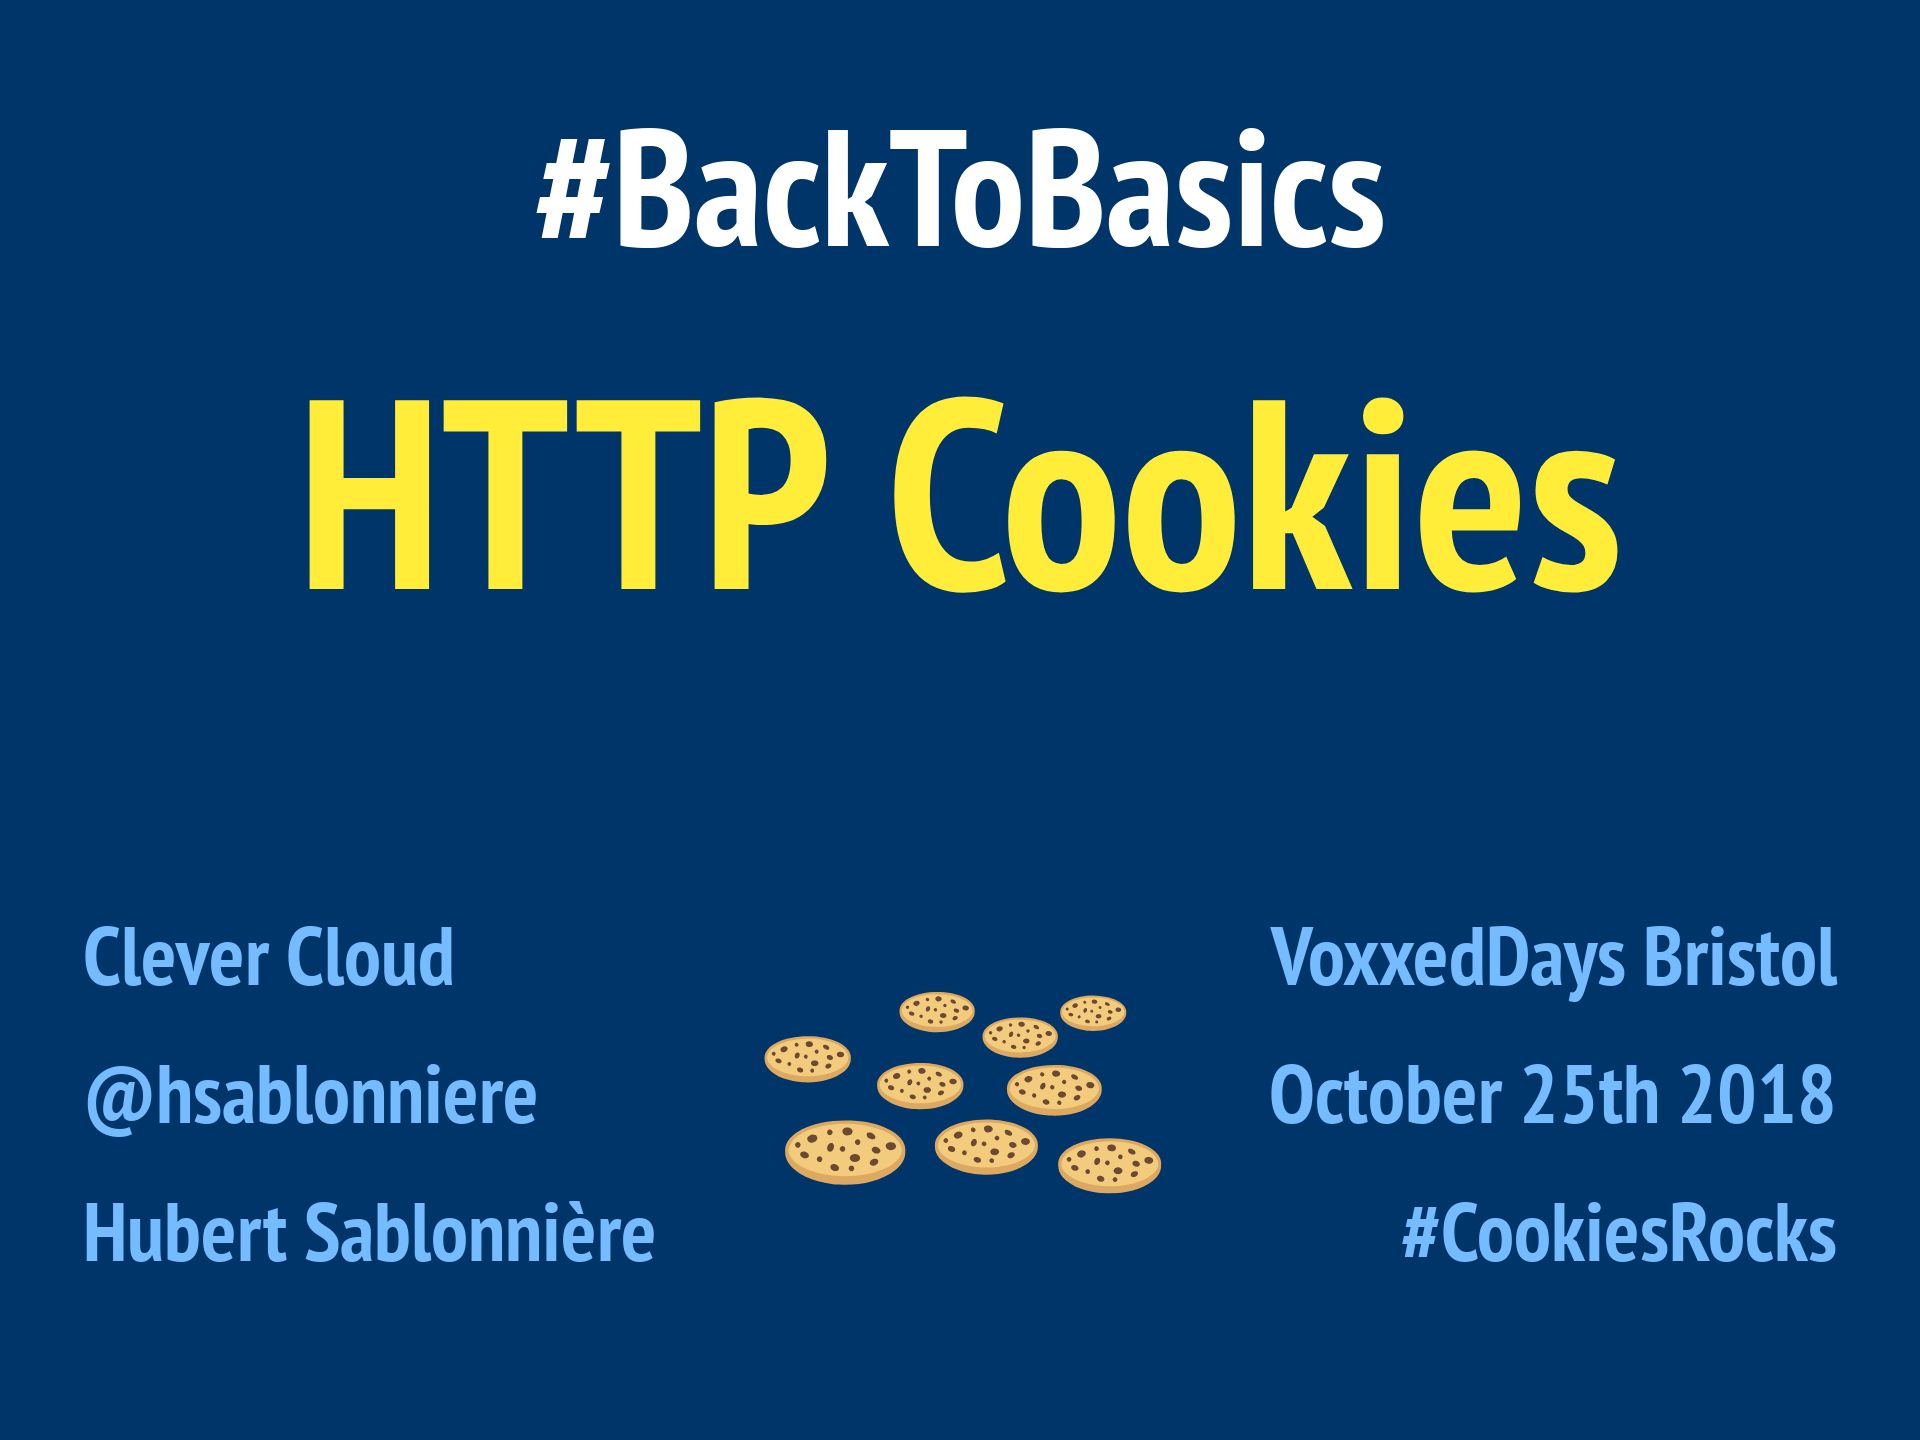 #BackToBasics
HTTP Cookies
Clever Cloud
@hsablonniere
Hubert Sablonnière
VoxxedDays Bristol
October 25th 2018
#CookiesRocks